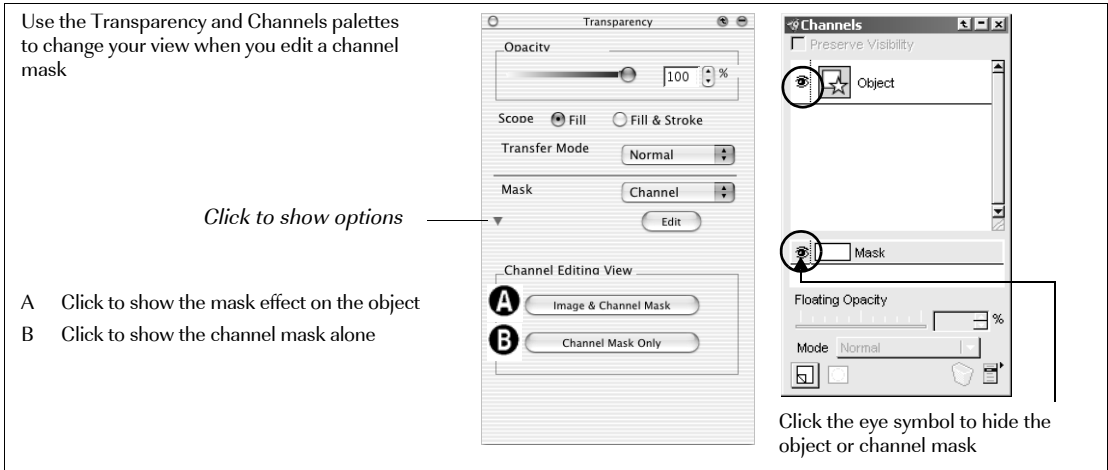 Use the Transparency and Channels palettes
to change your view when you edit a channel
mask
Click to show options
A Click to show the mask effect on the object
B Click to show the channel mask alone
Transparency
Opacity
100 %
Scope Fill Fill & Stroke
Transfer Mode Normal
Mask Channel
Edit
Channel Editing View
A Image & Channel Mask
B Channel Mask Only
Channels
Preserve Visibility
Object
Mask
Floating Opacity
%
Mode Normal
Click the eye symbol to hide the
object or channel mask